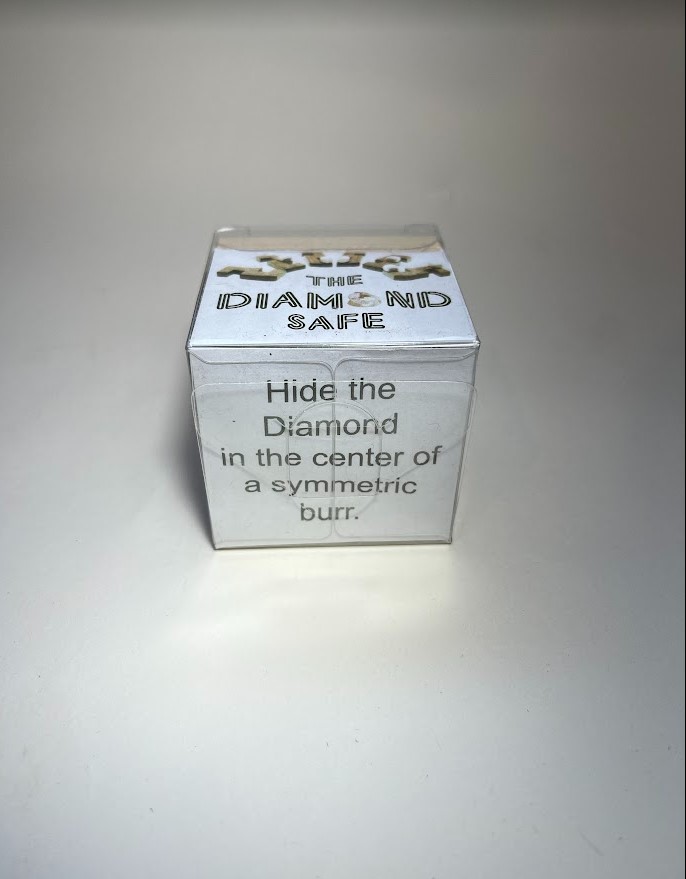 THE
DIAMOND
SAFE
Hide the
Diamond
in the center of
a symmetric
burr.